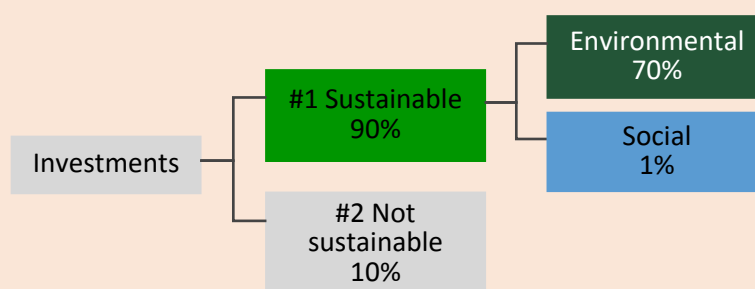 Investments
#1 Sustainable
90%
#2 Not
sustainable
10%
Environmental
70%
Social
1%